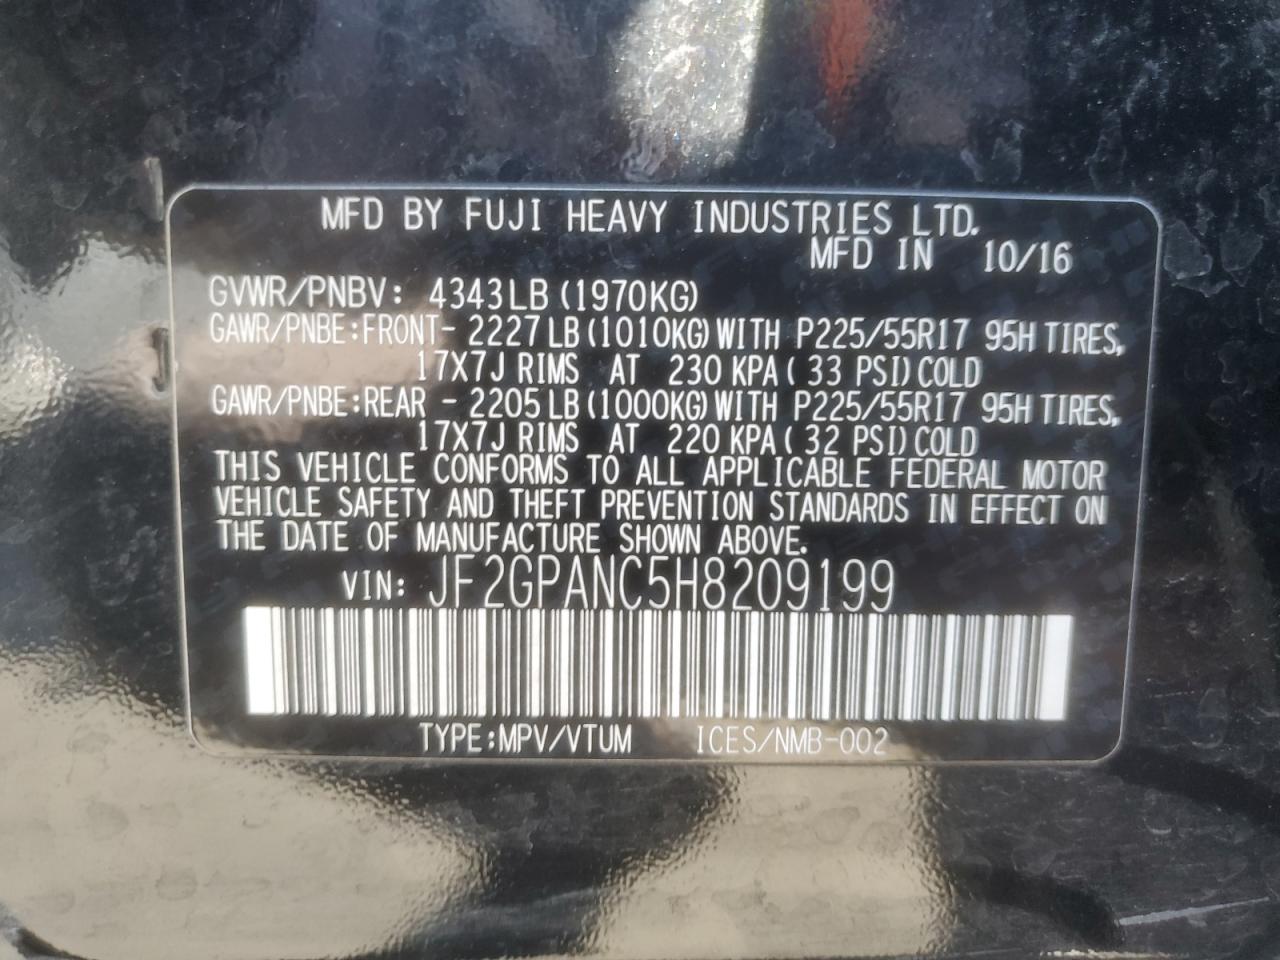 MFD BY FUJI HEAVY INDUSTRIES LTD.
MFD IN 10/16
GVWR/PNBV: 4343LB(1970KG)
GAWR/PNBE:FRONT- 2227LB(1010KG)WITH P225/55R17 95H TIRES,
17X7J RIMS AT 230 KPA( 33 PSI)COLD
GAWR/PNBE:REAR - 2205LB(1000KG)WITH P225/55R17 95H TIRES,
17X7J RIMS AT 220 KPA( 32 PSI)COLD
THIS VEHICLE CONFORMS TO ALL APPLICABLE FEDERAL MOTOR
VEHICLE SAFETY AND THEFT PREVENTION STANDARDS IN EFFECT ON
THE DATE OF MANUFACTURE SHOWN ABOVE.
VIN: JF2GPANC5H8209199
TYPE:MPV/VTUM ICES/NMB-002